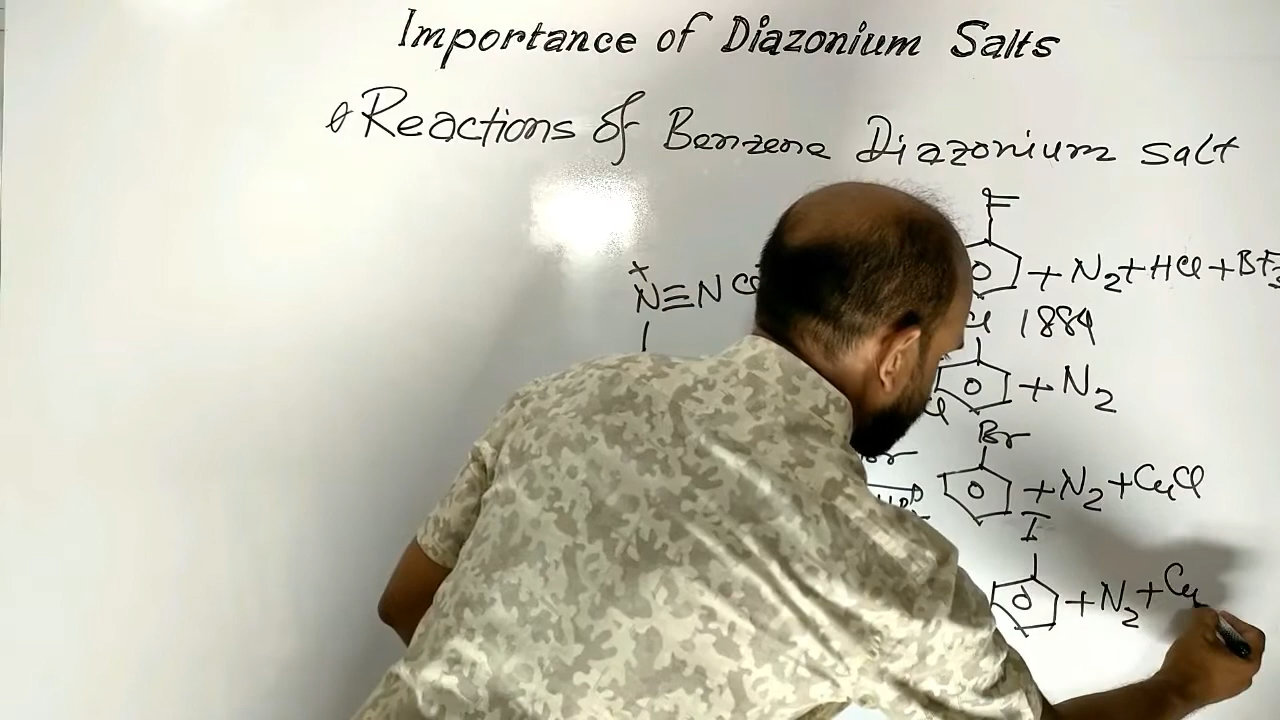 Importance of Diazonium Salts
Reactions of Benzene Diazonium salt
F
+ N2 + HCl + BF3
N≡N Cl
+
Cl 1884
+ N2
Cl
Br
+ N2 + CuCl
I
+ N2 + Cu